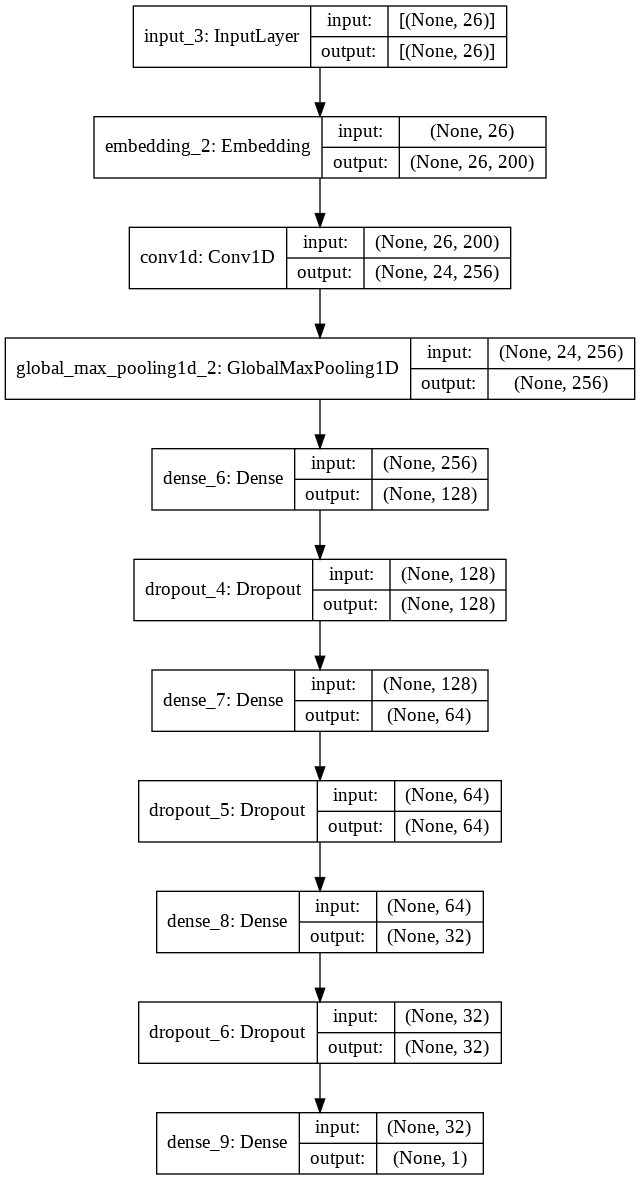 input_3: InputLayer
input: [(None, 26)]
output: [(None, 26)]
embedding_2: Embedding
input: (None, 26)
output: (None, 26, 200)
conv1d: Conv1D
input: (None, 26, 200)
output: (None, 24, 256)
global_max_pooling1d_2: GlobalMaxPooling1D
input: (None, 24, 256)
output: (None, 256)
dense_6: Dense
input: (None, 256)
output: (None, 128)
dropout_4: Dropout
input: (None, 128)
output: (None, 128)
dense_7: Dense
input: (None, 128)
output: (None, 64)
dropout_5: Dropout
input: (None, 64)
output: (None, 64)
dense_8: Dense
input: (None, 64)
output: (None, 32)
dropout_6: Dropout
input: (None, 32)
output: (None, 32)
dense_9: Dense
input: (None, 32)
output: (None, 1)